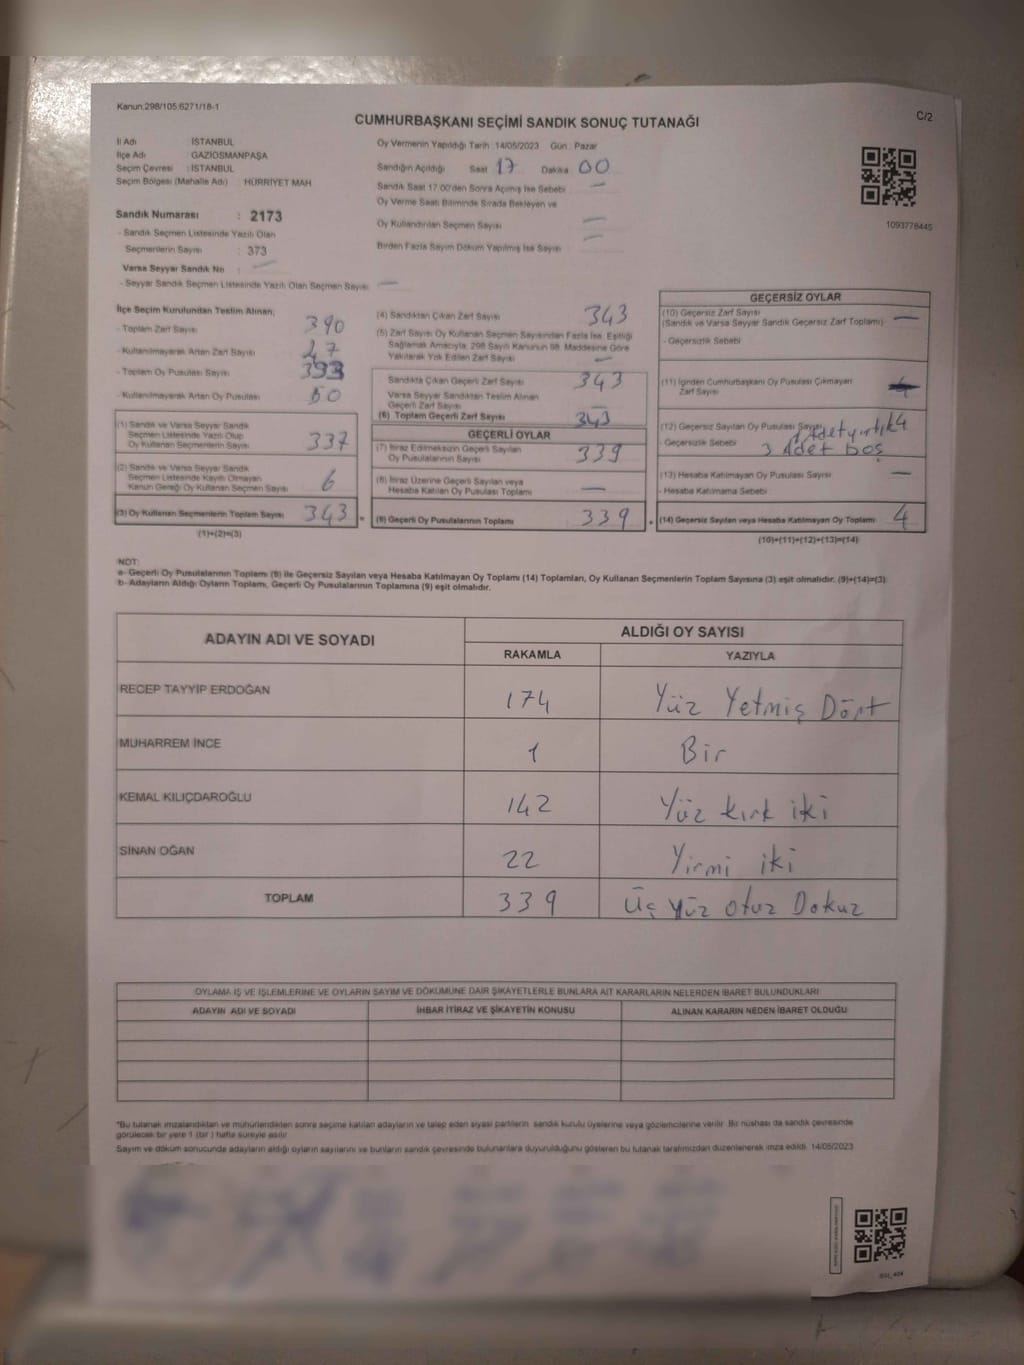 Kanun.298/105.6271/18-1
C/2
CUMHURBAŞKANI SEÇİMİ SANDIK SONUÇ TUTANAĞI
İl Adı : İSTANBUL
İlçe Adı : GAZİOSMANPAŞA
Seçim Çevresi : İSTANBUL
Seçim Bölgesi (Mahalle Adı) : HÜRRİYET MAH
Sandık Numarası : 2173
- Sandık Seçmen Listesinde Yazılı Olan
Seçmenlerin Sayısı : 373
Varsa Seyyar Sandık No : —
- Seyyar Sandık Seçmen Listesinde Yazılı Olan Seçmen Sayısı : —
Oy Vermenin Yapıldığı Tarih :14/05/2023 Gün : Pazar
Sandığın Açıldığı Saat 17 Dakika 00
Sandık Saat 17.00'den Sonra Açılmış İse Sebebi —
Oy Verme Saati Bitiminde Sırada Bekleyen ve
Oy Kullandırılan Seçmen Sayısı —
Birden Fazla Sayım Döküm Yapılmış İse Sayısı —
1093778445
İlçe Seçim Kurulundan Teslim Alınan;
- Toplam Zarf Sayısı 390
- Kullanılmayarak Artan Zarf Sayısı 47
- Toplam Oy Pusulası Sayısı 393
- Kullanılmayarak Artan Oy Pusulası 50
(1) Sandık ve Varsa Seyyar Sandık
Seçmen Listesinde Yazılı Olup
Oy Kullanan Seçmenlerin Sayısı 337
(2) Sandık ve Varsa Seyyar Sandık
Seçmen Listesinde Kayıtlı Olmayan
Kanun Gereği Oy Kullanan Seçmen Sayısı 6
(3) Oy Kullanan Seçmenlerin Toplam Sayısı 343
(1)+(2)=(3)
(4) Sandıktan Çıkan Zarf Sayısı 343
(5) Zarf Sayısı Oy Kullanan Seçmen Sayısından Fazla İse, Eşitliği
Sağlamak Amacıyla, 298 Sayılı Kanunun 98. Maddesine Göre
Yakılarak Yok Edilen Zarf Sayısı —
Sandıkta Çıkan Geçerli Zarf Sayısı 343
Varsa Seyyar Sandıktan Teslim Alınan
Geçerli Zarf Sayısı —
(6) Toplam Geçerli Zarf Sayısı 343
GEÇERLİ OYLAR
(7) İtiraz Edilmeksizin Geçerli Sayılan
Oy Pusulalarının Sayısı 339
(8) İtiraz Üzerine Geçerli Sayılan veya
Hesaba Katılan Oy Pusulası Toplamı —
(9) Geçerli Oy Pusulalarının Toplamı 339
GEÇERSİZ OYLAR
(10) Geçersiz Zarf Sayısı
(Sandık ve Varsa Seyyar Sandık Geçersiz Zarf Toplamı) —
- Geçersizlik Sebebi
(11) İçinden Cumhurbaşkanı Oy Pusulası Çıkmayan
Zarf Sayısı
(12) Geçersiz Sayılan Oy Pusulası Sayısı 4
1 Adet yırtık
- Geçersizlik Sebebi 3 Adet boş
(13) Hesaba Katılmayan Oy Pusulası Sayısı —
- Hesaba Katılmama Sebebi
(14) Geçersiz Sayılan veya Hesaba Katılmayan Oy Toplamı 4
(10)+(11)+(12)+(13)=(14)
NOT:
a- Geçerli Oy Pusulalarının Toplamı (9) ile Geçersiz Sayılan veya Hesaba Katılmayan Oy Toplamı (14) Toplamları, Oy Kullanan Seçmenlerin Toplam Sayısına (3) eşit olmalıdır. (9)+(14)=(3)
b- Adayların Aldığı Oyların Toplamı, Geçerli Oy Pusulalarının Toplamına (9) eşit olmalıdır.
ADAYIN ADI VE SOYADI
ALDIĞI OY SAYISI
RAKAMLA YAZIYLA
RECEP TAYYİP ERDOĞAN 174 Yüz Yetmiş Dört
MUHARREM İNCE 1 Bir
KEMAL KILIÇDAROĞLU 142 Yüz kırk iki
SİNAN OĞAN 22 Yirmi iki
TOPLAM 339 Üç Yüz Otuz Dokuz
OYLAMA İŞ VE İŞLEMLERİNE VE OYLARIN SAYIM VE DÖKÜMÜNE DAİR ŞİKAYETLERLE BUNLARA AİT KARARLARIN NELERDEN İBARET BULUNDUKLARI
ADAYIN ADI VE SOYADI İHBAR İTİRAZ VE ŞİKAYETİN KONUSU ALINAN KARARIN NEDEN İBARET OLDUĞU
*Bu tutanak imzalandıktan ve mühürlendikten sonra seçime katılan adayların ve talep eden siyasi partilerin sandık kurulu üyelerine veya gözlemcilerine verilir. Bir nüshası da sandık çevresinde
görülecek bir yere 1 (bir) hafta süreyle asılır
Sayım ve döküm sonucunda adayların aldığı oyların sayılarını ve bunların sandık çevresinde bulunanlara duyurulduğunu gösteren bu tutanak tarafımızdan düzenlenerek imza edildi. 14/05/2023